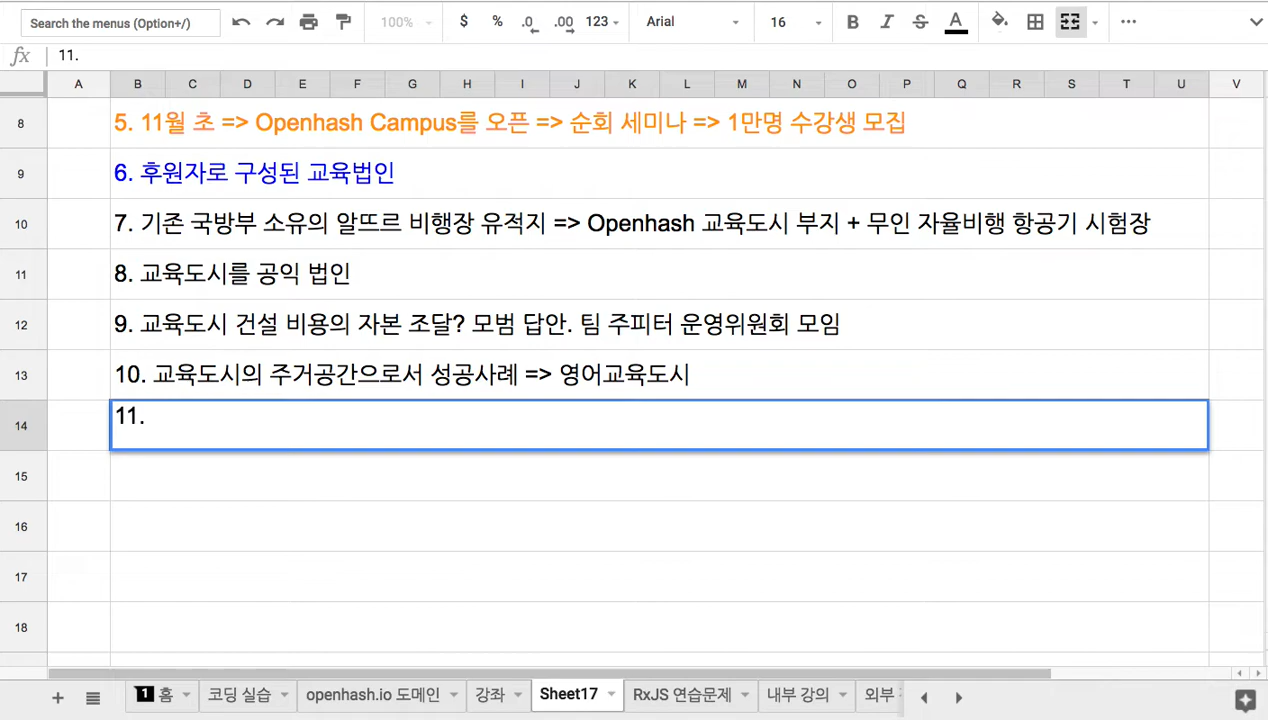 Search the menus (Option+/) 100% $ % .0 .00 123 Arial 16 B I S A
fx 11.
A B C D E F G H I J K L M N O P Q R S T U V
8 5. 11월 초 => Openhash Campus를 오픈 => 순회 세미나 => 1만명 수강생 모집
9 6. 후원자로 구성된 교육법인
10 7. 기존 국방부 소유의 알뜨르 비행장 유적지 => Openhash 교육도시 부지 + 무인 자율비행 항공기 시험장
11 8. 교육도시를 공익 법인
12 9. 교육도시 건설 비용의 자본 조달? 모범 답안. 팀 주피터 운영위원회 모임
13 10. 교육도시의 주거공간으로서 성공사례 => 영어교육도시
14 11.
15
16
17
18
+ 1 홈 코딩 실습 openhash.io 도메인 강좌 Sheet17 RxJS 연습문제 내부 강의 외부